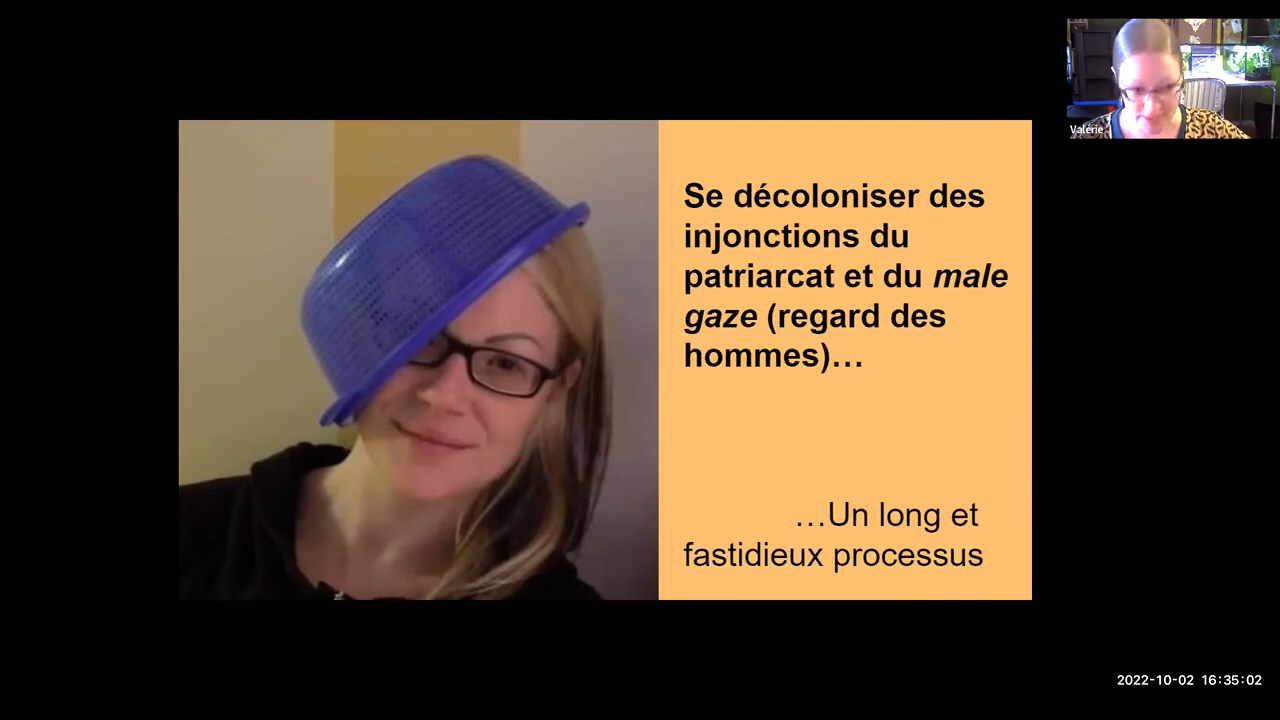 Valérie
Se décoloniser des
injonctions du
patriarcat et du male
gaze (regard des
hommes)…
…Un long et
fastidieux processus
2022-10-02 16:35:02